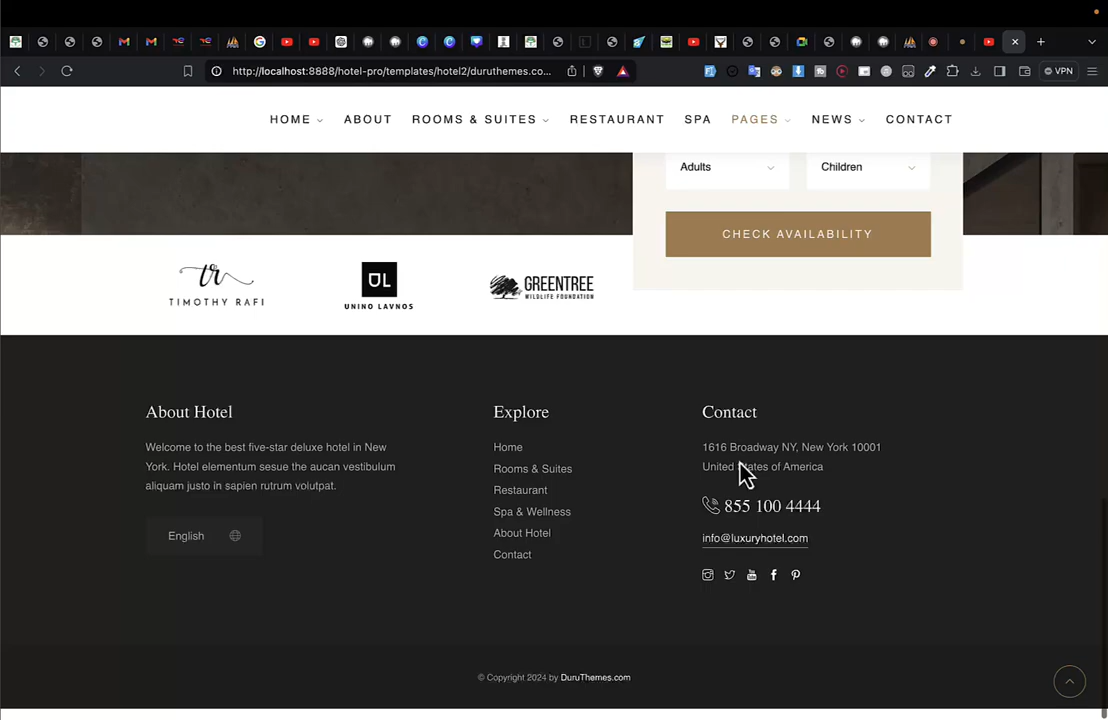 http://localhost:8888/hotel-pro/templates/hotel2/duruthemes.co...
VPN
HOME ABOUT ROOMS & SUITES RESTAURANT SPA PAGES NEWS CONTACT
Adults Children
CHECK AVAILABILITY
tr
TIMOTHY RAFI
UL
UNINO LAVNOS
GREENTREE
WILDLIFE FOUNDATION
About Hotel
Welcome to the best five-star deluxe hotel in New
York. Hotel elementum sesue the aucan vestibulum
aliquam justo in sapien rutrum volutpat.
English
Explore
Home
Rooms & Suites
Restaurant
Spa & Wellness
About Hotel
Contact
Contact
1616 Broadway NY, New York 10001
United States of America
855 100 4444
info@luxuryhotel.com
© Copyright 2024 by DuruThemes.com